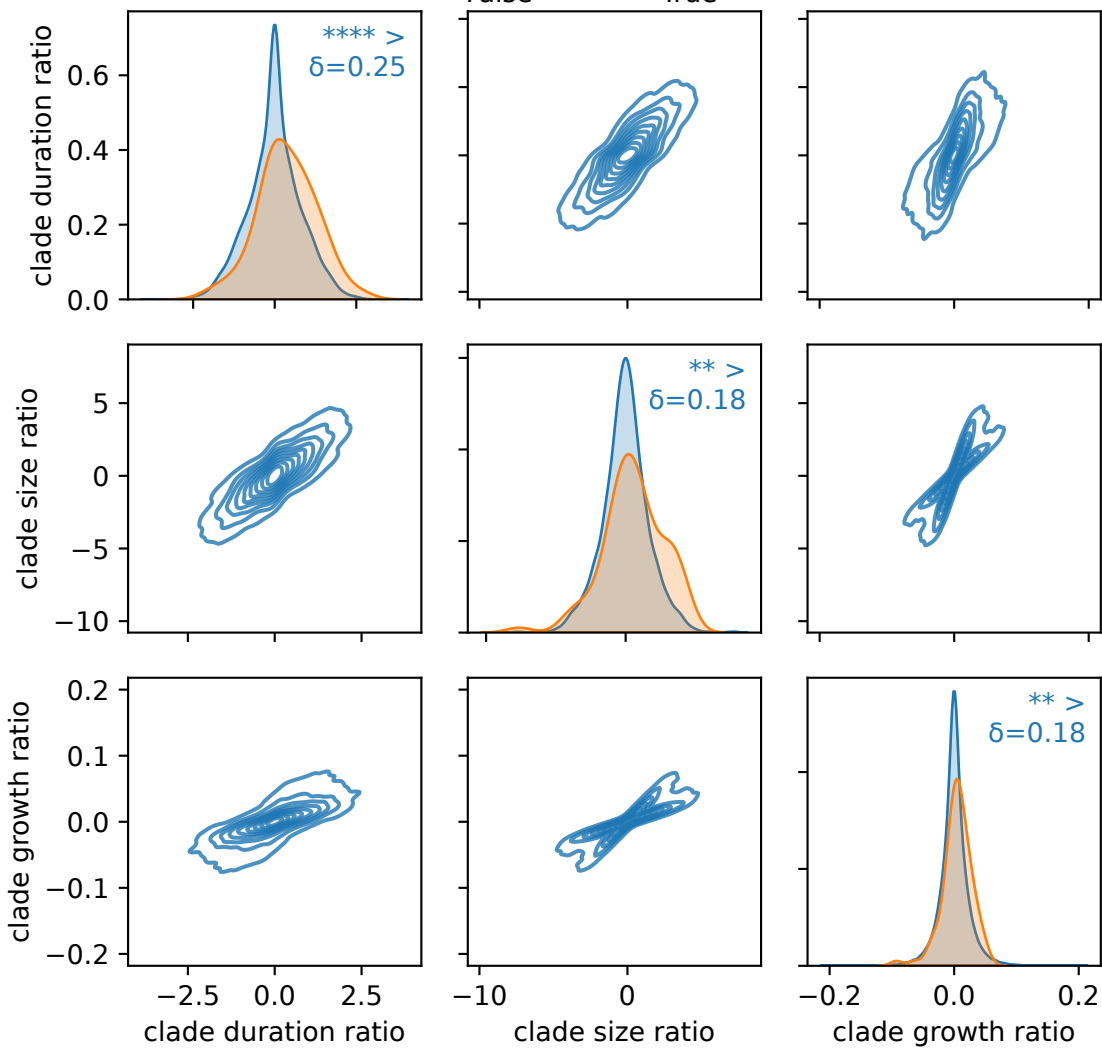 clade duration ratio
0.6
0.4
0.2
0.0
**** >
δ=0.25
clade size ratio
5
0
−5
−10
** >
δ=0.18
clade growth ratio
0.2
0.1
0.0
−0.1
−0.2
** >
δ=0.18
−2.5 0.0 2.5
−10 0
−0.2 0.0 0.2
clade duration ratio
clade size ratio
clade growth ratio